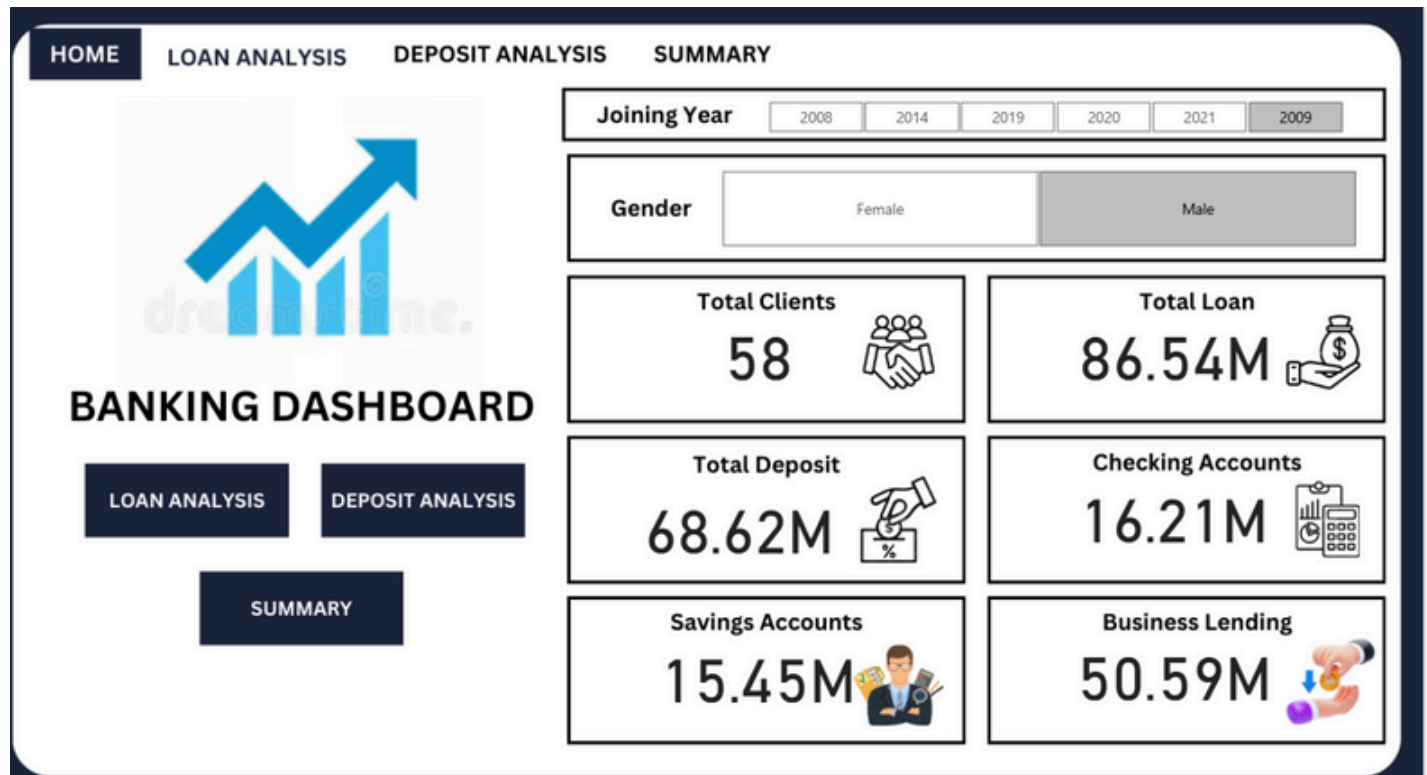 HOME LOAN ANALYSIS DEPOSIT ANALYSIS SUMMARY
Joining Year 2008 2014 2019 2020 2021 2009
Gender Female Male
dreamstime.
BANKING DASHBOARD
LOAN ANALYSIS DEPOSIT ANALYSIS
SUMMARY
Total Clients
58
Total Loan
86.54M
$
Total Deposit
68.62M
$
%
Checking Accounts
16.21M
Savings Accounts
15.45M
Business Lending
50.59M